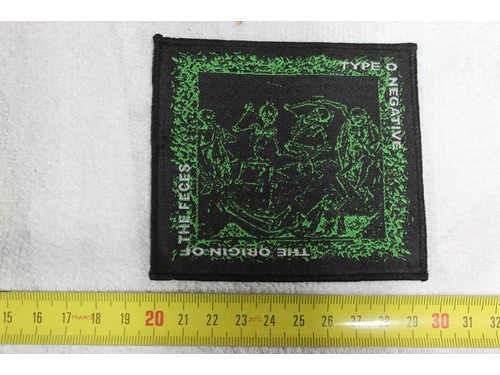 TYPE O
NEGATIVE
THE ORIGIN OF
THE FECES
15 16 17 FRANCE 18 19 20 21 22 23 24 25 26 27 28 29 30 31 32